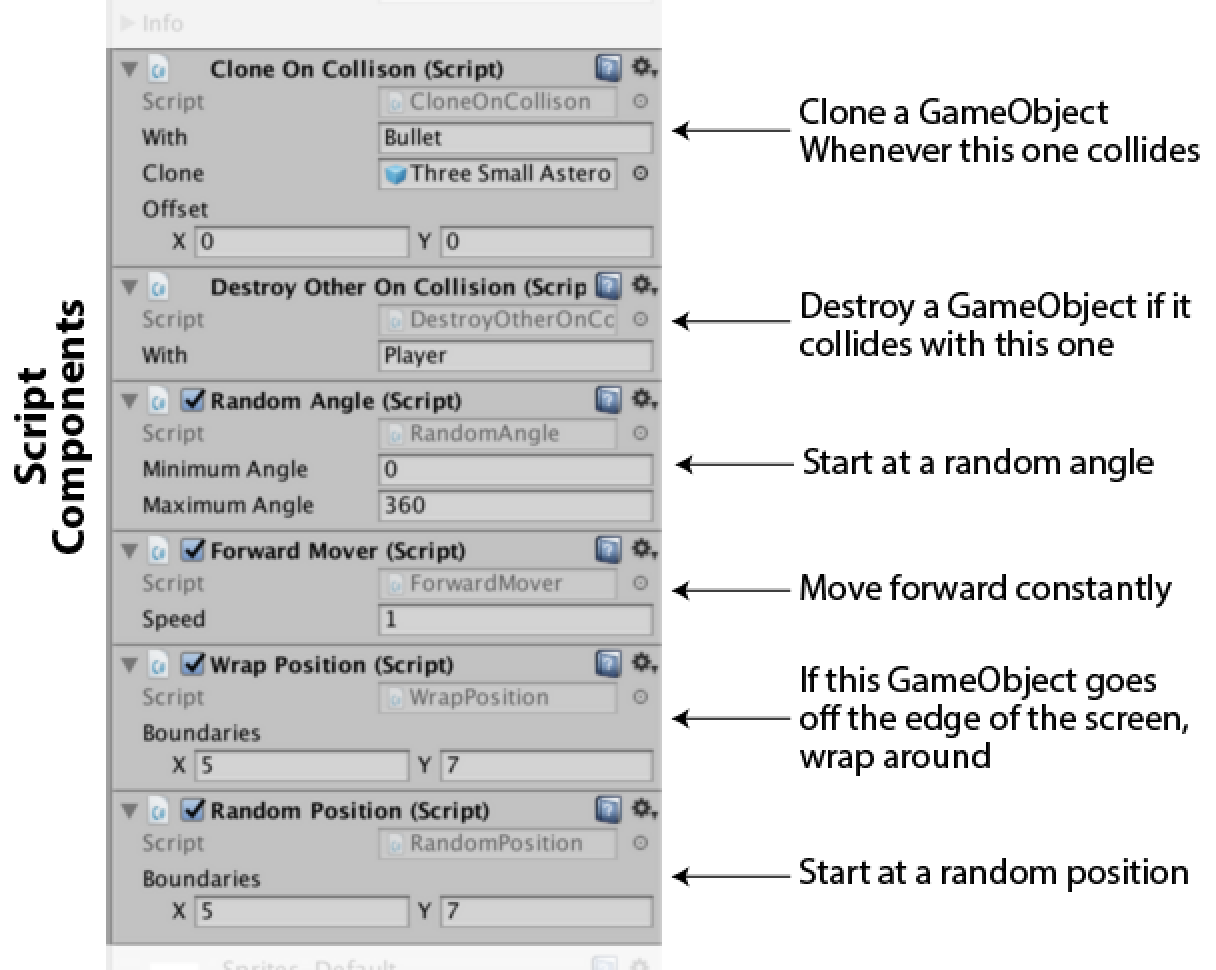 Info
Clone On Collison (Script)
Script CloneOnCollison
With Bullet
Clone Three Small Astero
Offset
X 0 Y 0
Clone a GameObject
Whenever this one collides
Destroy Other On Collision (Scrip
Script DestroyOtherOnCc
With Player
Destroy a GameObject if it
collides with this one
Random Angle (Script)
Script RandomAngle
Minimum Angle 0
Maximum Angle 360
Start at a random angle
Forward Mover (Script)
Script ForwardMover
Speed 1
Move forward constantly
Wrap Position (Script)
Script WrapPosition
Boundaries
X 5 Y 7
If this GameObject goes
off the edge of the screen,
wrap around
Random Position (Script)
Script RandomPosition
Boundaries
X 5 Y 7
Start at a random position
Sprites Default
Script
Components